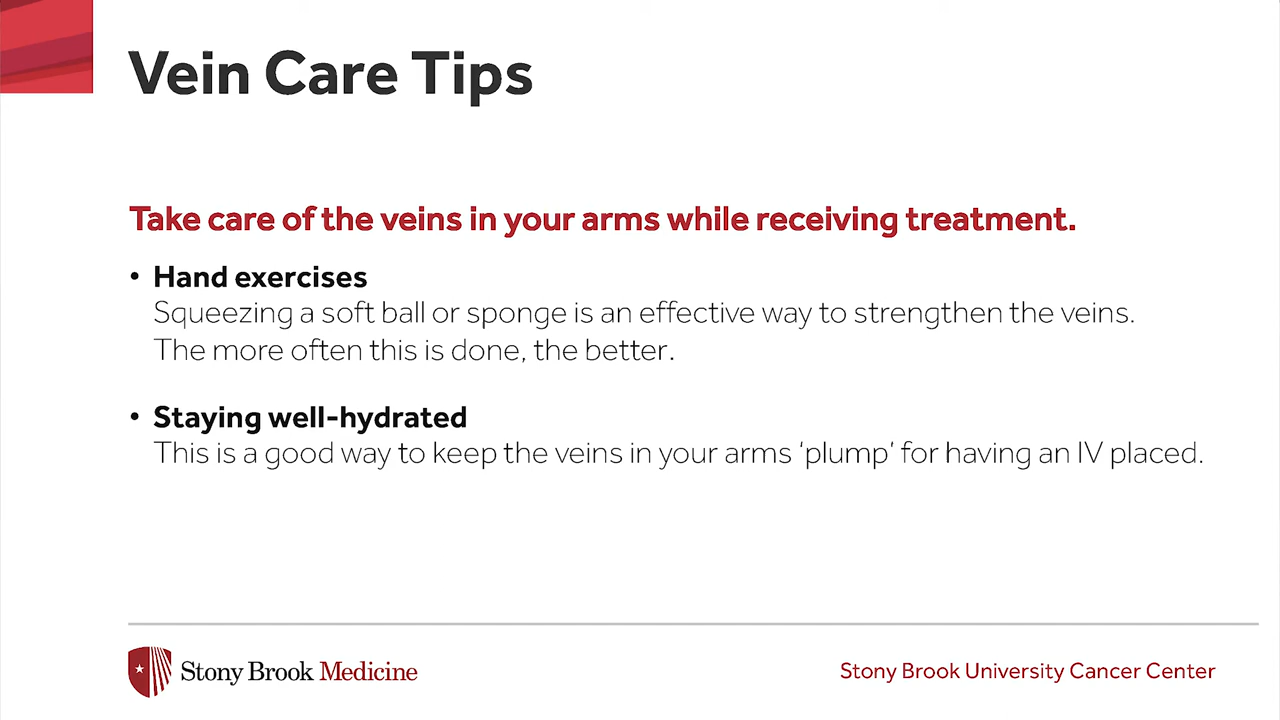 Vein Care Tips
Take care of the veins in your arms while receiving treatment.
• Hand exercises
Squeezing a soft ball or sponge is an effective way to strengthen the veins.
The more often this is done, the better.
• Staying well-hydrated
This is a good way to keep the veins in your arms ‘plump’ for having an IV placed.
Stony Brook Medicine
Stony Brook University Cancer Center